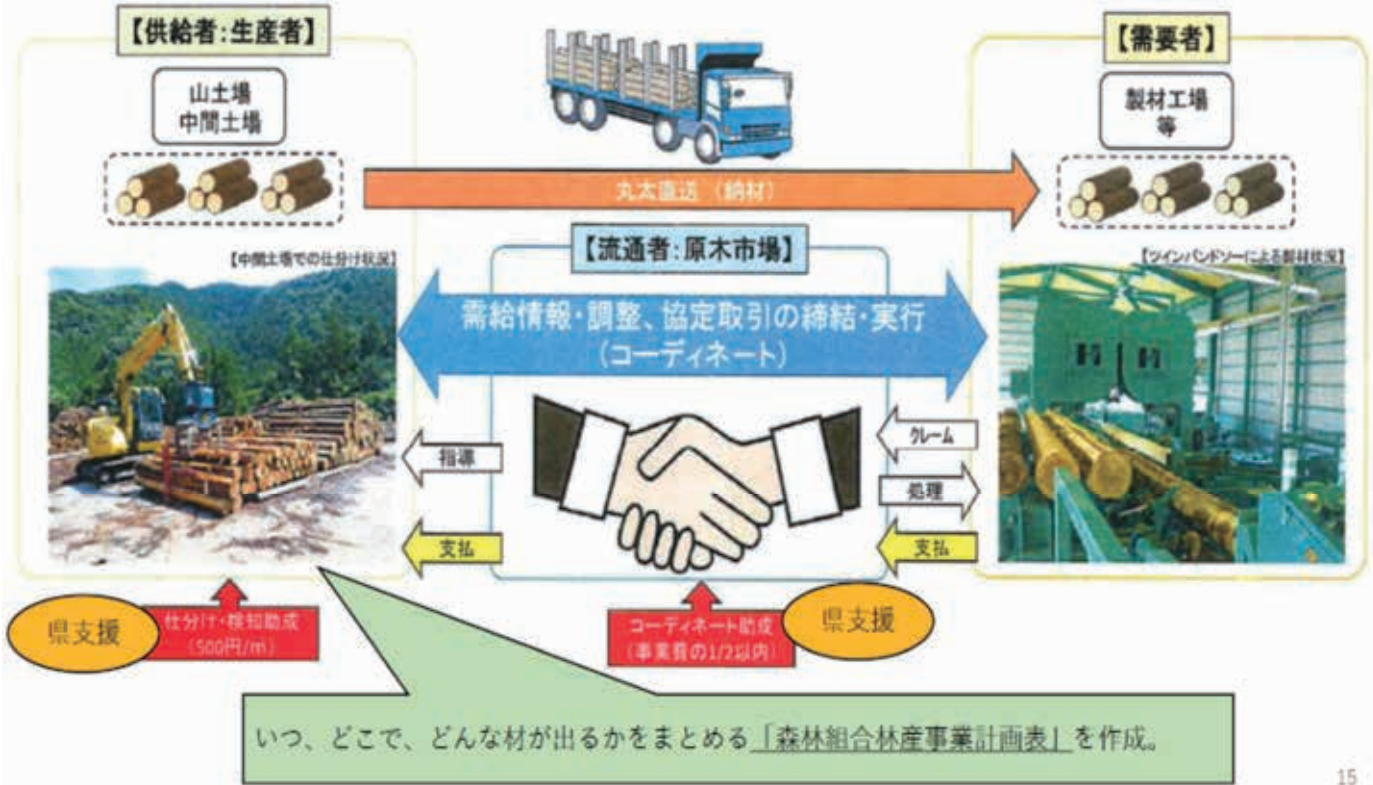 【供給者:生産者】
【需要者】
山土場
中間土場
製材工場
等
丸太直送（納材）
【流通者:原木市場】
【中間土場での仕分け状況】
【ツインバンドソーによる製材状況】
需給情報・調整、協定取引の締結・実行
（コーディネート）
クレーム
指導
処理
支払
支払
県支援
仕分け・検知助成
（500円/㎥）
コーディネート助成
（事業費の1/2以内）
県支援
いつ、どこで、どんな材が出るかをまとめる「森林組合林産事業計画表」を作成。
15